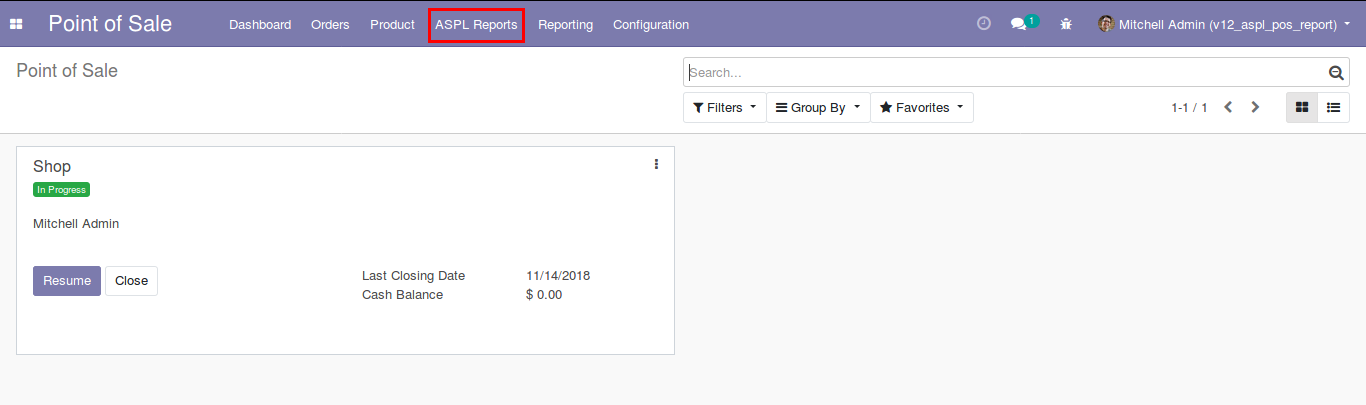 Point of Sale Dashboard Orders Product ASPL Reports Reporting Configuration 1 Mitchell Admin (v12_aspl_pos_report)
Point of Sale
Search...
Filters Group By Favorites 1-1 / 1
Shop
In Progress
Mitchell Admin
Resume Close
Last Closing Date 11/14/2018
Cash Balance $ 0.00